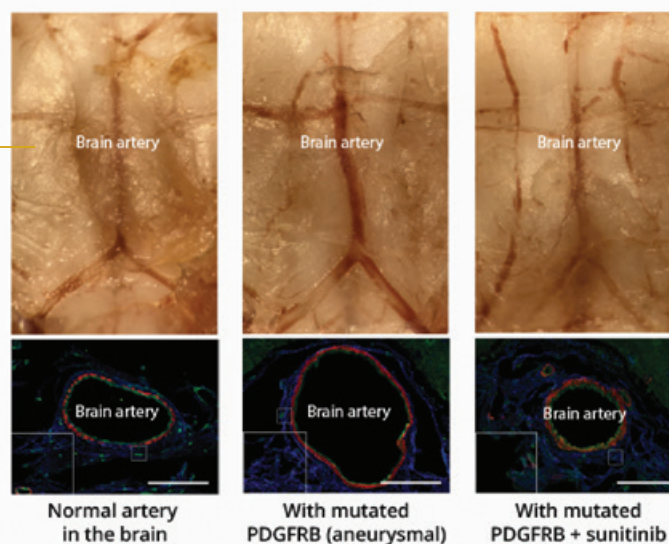 Brain artery
Brain artery
Brain artery
Brain artery
Brain artery
Brain artery
Normal artery
in the brain
With mutated
PDGFRB (aneurysmal)
With mutated
PDGFRB + sunitinib